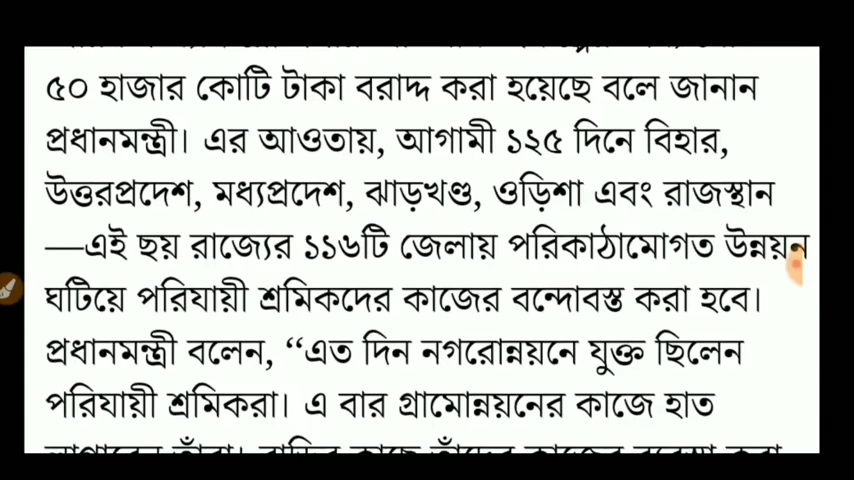 ৫০ হাজার কোটি টাকা বরাদ্দ করা হয়েছে বলে জানান
প্রধানমন্ত্রী। এর আওতায়, আগামী ১২৫ দিনে বিহার,
উত্তরপ্রদেশ, মধ্যপ্রদেশ, ঝাড়খণ্ড, ওড়িশা এবং রাজস্থান
—এই ছয় রাজ্যের ১১৬টি জেলায় পরিকাঠামোগত উন্নয়ন
ঘটিয়ে পরিযায়ী শ্রমিকদের কাজের বন্দোবস্ত করা হবে।
প্রধানমন্ত্রী বলেন, ‘‘এত দিন নগরোন্নয়নে যুক্ত ছিলেন
পরিযায়ী শ্রমিকরা। এ বার গ্রামোন্নয়নের কাজে হাত